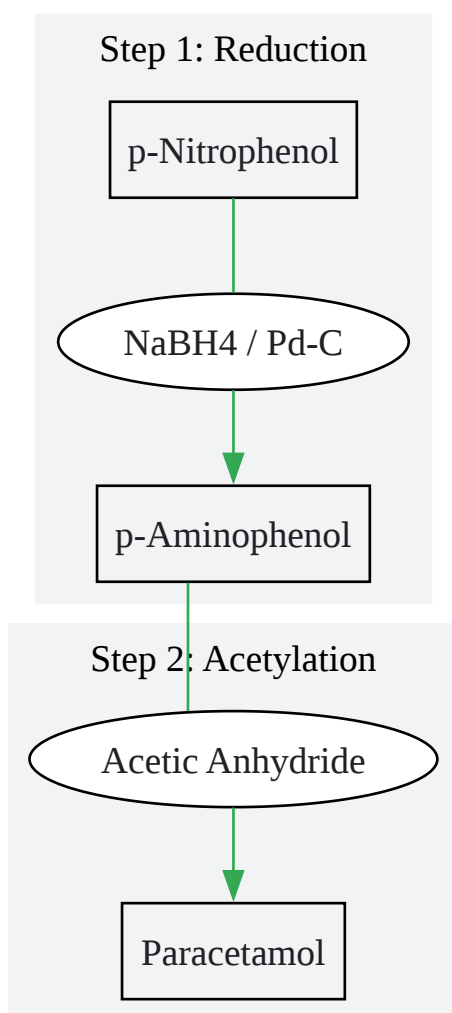 Step 1: Reduction
p-Nitrophenol
NaBH4 / Pd-C
p-Aminophenol
Step 2: Acetylation
Acetic Anhydride
Paracetamol